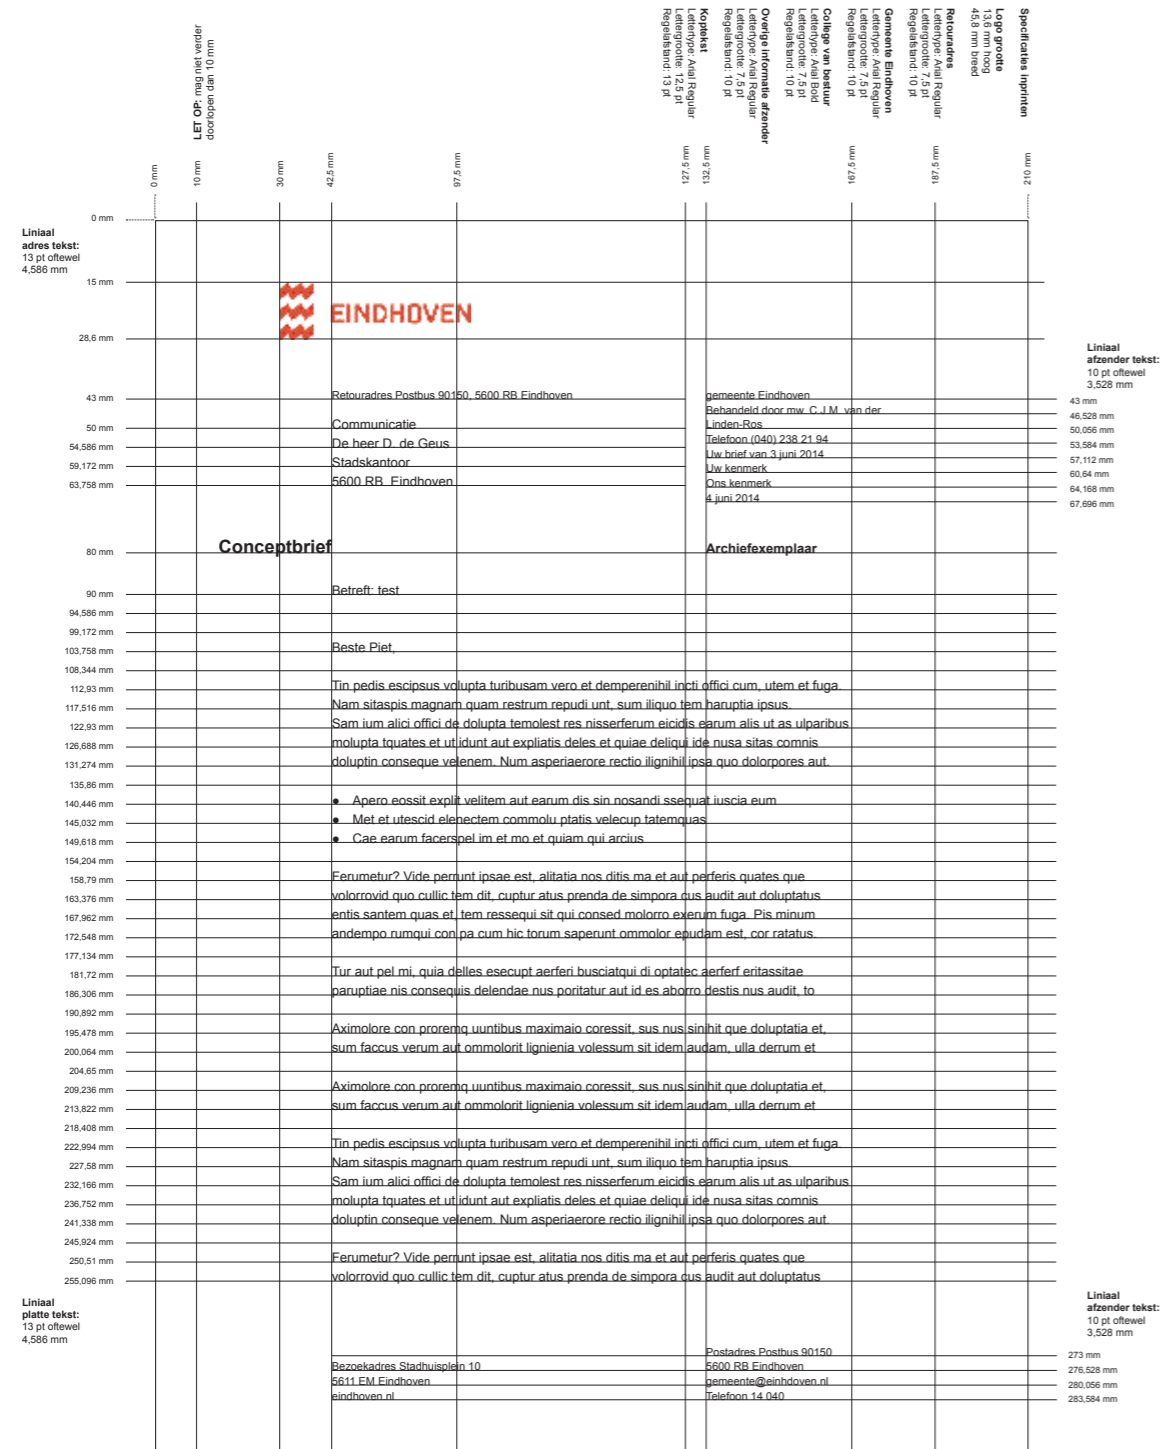 Specificaties inprinten
Logo grootte
13,6 mm hoog
45,8 mm breed
Retouradres
Lettertype: Arial Regular
Lettergrootte: 7,5 pt
Regelafstand: 10 pt
Gemeente Eindhoven
Lettertype: Arial Regular
Lettergrootte: 7,5 pt
Regelafstand: 10 pt
College van bestuur
Lettertype: Arial Bold
Lettergrootte: 7,5 pt
Regelafstand: 10 pt
Overige informatie afzender
Lettertype: Arial Regular
Lettergrootte: 7,5 pt
Regelafstand: 10 pt
Koptekst
Lettertype: Arial Regular
Lettergrootte: 12,5 pt
Regelafstand: 13 pt
LET OP: mag niet verder
doorlopen dan 10 mm
0 mm
10 mm
30 mm
42,5 mm
97,5 mm
127,5 mm
132,5 mm
167,5 mm
187,5 mm
210 mm
0 mm
Liniaal
adres tekst:
13 pt oftewel
4,586 mm
15 mm
EINDHOVEN
28,6 mm
Liniaal
afzender tekst:
10 pt oftewel
3,528 mm
43 mm
Retouradres Postbus 90150, 5600 RB Eindhoven
gemeente Eindhoven
43 mm
Behandeld door mw. C.J.M. van der
46,528 mm
50 mm
Communicatie
Linden-Ros
50,056 mm
54,586 mm
De heer D. de Geus
Telefoon (040) 238 21 94
53,584 mm
59,172 mm
Stadskantoor
Uw brief van 3 juni 2014
57,112 mm
Uw kenmerk
60,64 mm
63,758 mm
5600 RB Eindhoven
Ons kenmerk
64,168 mm
4 juni 2014
67,696 mm
80 mm
Conceptbrief
Archiefexemplaar
90 mm
Betreft: test
94,586 mm
99,172 mm
103,758 mm
Beste Piet,
108,344 mm
112,93 mm
Tin pedis escipsus volupta turibusam vero et demperenihil incti offici cum, utem et fuga.
117,516 mm
Nam sitaspis magnam quam restrum repudi unt, sum iliquo tem haruptia ipsus.
122,93 mm
Sam ium alici offici de dolupta temolest res nisserferum eicidis earum alis ut as ulparibus
126,688 mm
molupta tquates et ut idunt aut expliatis deles et quiae deliqui ide nusa sitas comnis
131,274 mm
doluptin conseque velenem. Num asperiaerore rectio ilignihil ipsa quo dolorpores aut.
135,86 mm
140,446 mm
● Apero eossit explit velitem aut earum dis sin nosandi ssequat iuscia eum
145,032 mm
● Met et utescid elenectem commolu ptatis velecup tatemquas
149,618 mm
● Cae earum facerspel im et mo et quiam qui arcius
154,204 mm
158,79 mm
Ferumetur? Vide perrunt ipsae est, alitatia nos ditis ma et aut perferis quates que
163,376 mm
volorrovid quo cullic tem dit, cuptur atus prenda de simpora cus audit aut doluptatus
167,962 mm
entis santem quas et, tem ressequi sit qui consed molorro exerum fuga. Pis minum
172,548 mm
andempo rumqui con pa cum hic torum saperunt ommolor epudam est, cor ratatus.
177,134 mm
181,72 mm
Tur aut pel mi, quia delles esecupt aerferi busciatqui di optatec aerferf eritassitae
186,306 mm
paruptiae nis consequis delendae nus poritatur aut id es aborro destis nus audit, to
190,892 mm
195,478 mm
Aximolore con proremq uuntibus maximaio coressit, sus nus sinihit que doluptatia et,
200,064 mm
sum faccus verum aut ommolorit lignienia volessum sit idem audam, ulla derrum et
204,65 mm
209,236 mm
Aximolore con proremq uuntibus maximaio coressit, sus nus sinihit que doluptatia et,
213,822 mm
sum faccus verum aut ommolorit lignienia volessum sit idem audam, ulla derrum et
218,408 mm
222,994 mm
Tin pedis escipsus volupta turibusam vero et demperenihil incti offici cum, utem et fuga.
227,58 mm
Nam sitaspis magnam quam restrum repudi unt, sum iliquo tem haruptia ipsus.
232,166 mm
Sam ium alici offici de dolupta temolest res nisserferum eicidis earum alis ut as ulparibus
236,752 mm
molupta tquates et ut idunt aut expliatis deles et quiae deliqui ide nusa sitas comnis
241,338 mm
doluptin conseque velenem. Num asperiaerore rectio ilignihil ipsa quo dolorpores aut.
245,924 mm
250,51 mm
Ferumetur? Vide perrunt ipsae est, alitatia nos ditis ma et aut perferis quates que
255,096 mm
volorrovid quo cullic tem dit, cuptur atus prenda de simpora cus audit aut doluptatus
Liniaal
platte tekst:
13 pt oftewel
4,586 mm
Liniaal
afzender tekst:
10 pt oftewel
3,528 mm
Postadres Postbus 90150
273 mm
Bezoekadres Stadhuisplein 10
5600 RB Eindhoven
276,528 mm
5611 EM Eindhoven
gemeente@einhdoven.nl
280,056 mm
eindhoven.nl
Telefoon 14 040
283,584 mm